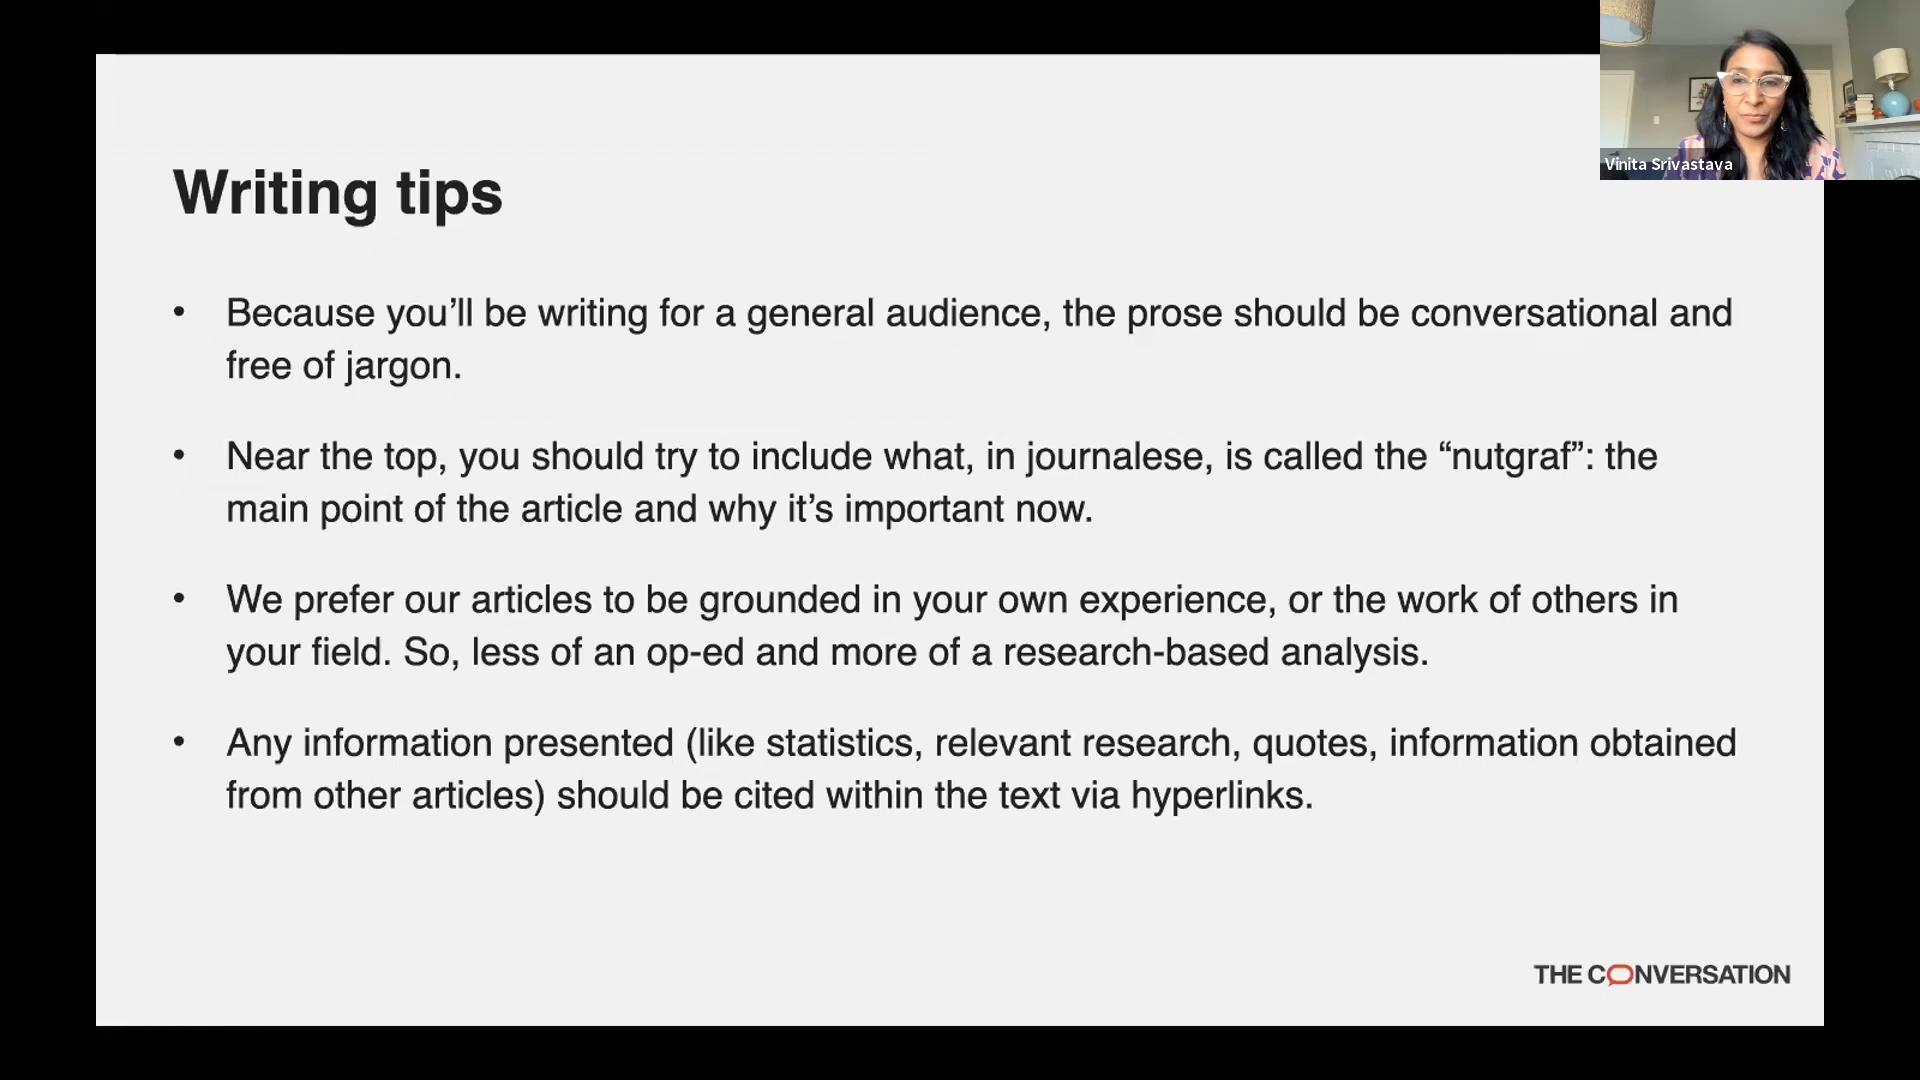 Vinita Srivastava
Writing tips
• Because you’ll be writing for a general audience, the prose should be conversational and
free of jargon.
• Near the top, you should try to include what, in journalese, is called the “nutgraf”: the
main point of the article and why it’s important now.
• We prefer our articles to be grounded in your own experience, or the work of others in
your field. So, less of an op-ed and more of a research-based analysis.
• Any information presented (like statistics, relevant research, quotes, information obtained
from other articles) should be cited within the text via hyperlinks.
THE CONVERSATION